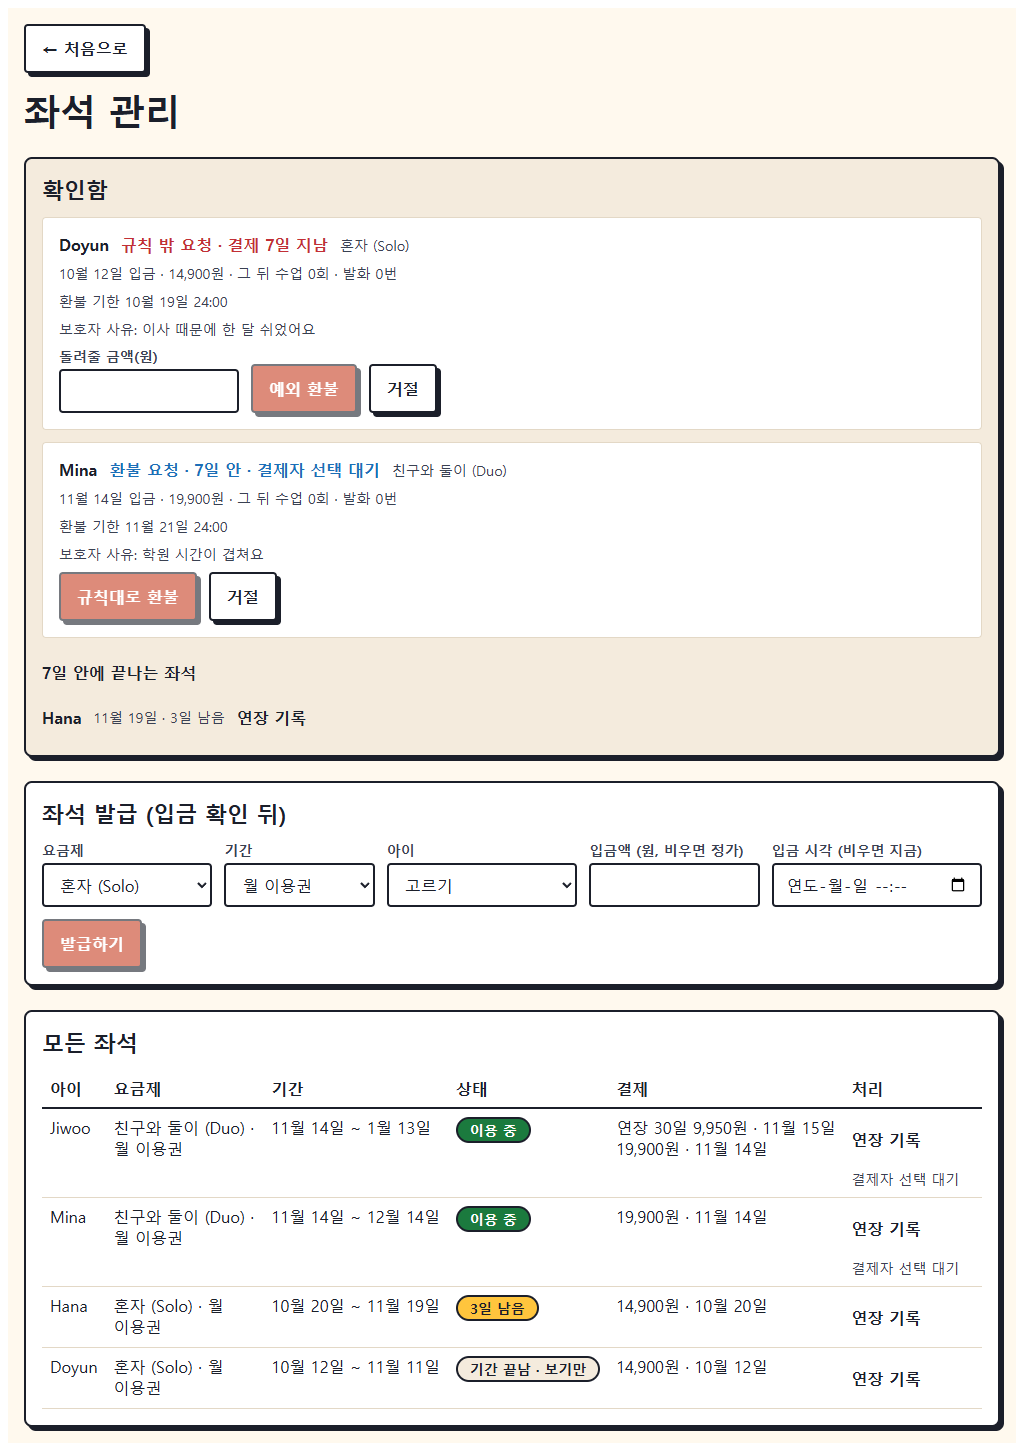 ← 처음으로
좌석 관리
확인함
Doyun 규칙 밖 요청 · 결제 7일 지남 혼자 (Solo)
10월 12일 입금 · 14,900원 · 그 뒤 수업 0회 · 발화 0번
환불 기한 10월 19일 24:00
보호자 사유: 이사 때문에 한 달 쉬었어요
돌려줄 금액(원)
예외 환불 거절
Mina 환불 요청 · 7일 안 · 결제자 선택 대기 친구와 둘이 (Duo)
11월 14일 입금 · 19,900원 · 그 뒤 수업 0회 · 발화 0번
환불 기한 11월 21일 24:00
보호자 사유: 학원 시간이 겹쳐요
규칙대로 환불 거절
7일 안에 끝나는 좌석
Hana 11월 19일 · 3일 남음 연장 기록
좌석 발급 (입금 확인 뒤)
요금제 기간 아이 입금액 (원, 비우면 정가) 입금 시각 (비우면 지금)
혼자 (Solo) 월 이용권 고르기 연도-월-일 --:--
발급하기
모든 좌석
아이 요금제 기간 상태 결제 처리
Jiwoo 친구와 둘이 (Duo) · 11월 14일 ~ 1월 13일 이용 중 연장 30일 9,950원 · 11월 15일 연장 기록
월 이용권 19,900원 · 11월 14일
결제자 선택 대기
Mina 친구와 둘이 (Duo) · 11월 14일 ~ 12월 14일 이용 중 19,900원 · 11월 14일 연장 기록
월 이용권
결제자 선택 대기
Hana 혼자 (Solo) · 월 10월 20일 ~ 11월 19일 3일 남음 14,900원 · 10월 20일 연장 기록
이용권
Doyun 혼자 (Solo) · 월 10월 12일 ~ 11월 11일 기간 끝남 · 보기만 14,900원 · 10월 12일 연장 기록
이용권